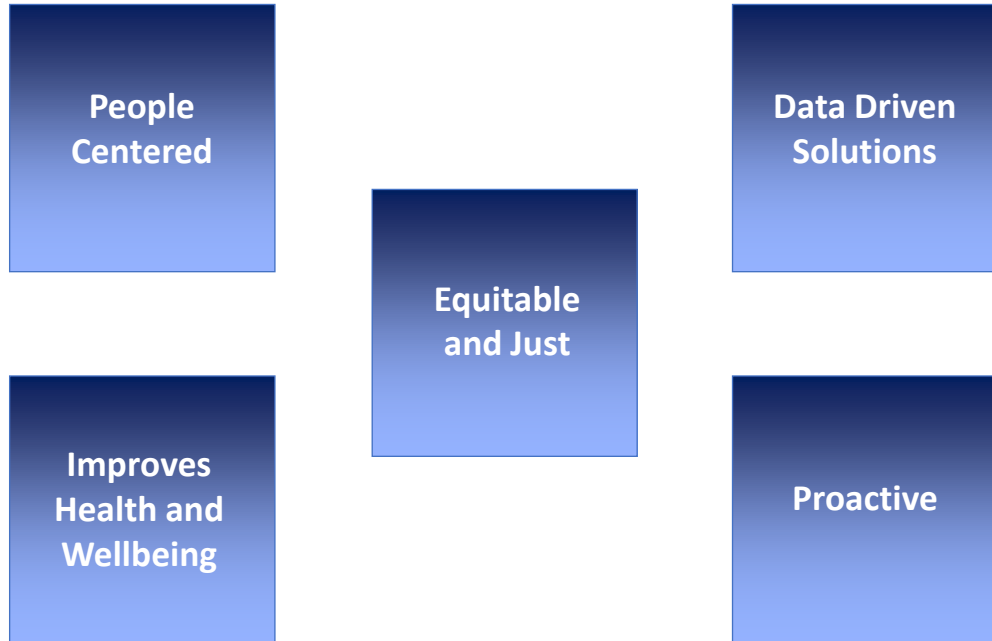 People
Centered
Data Driven
Solutions
Equitable
and Just
Improves
Health and
Wellbeing
Proactive